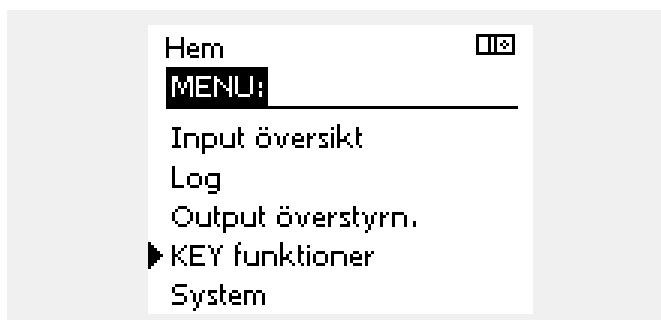 Hem
MENU:
Input översikt
Log
Output överstyrn.
KEY funktioner
System